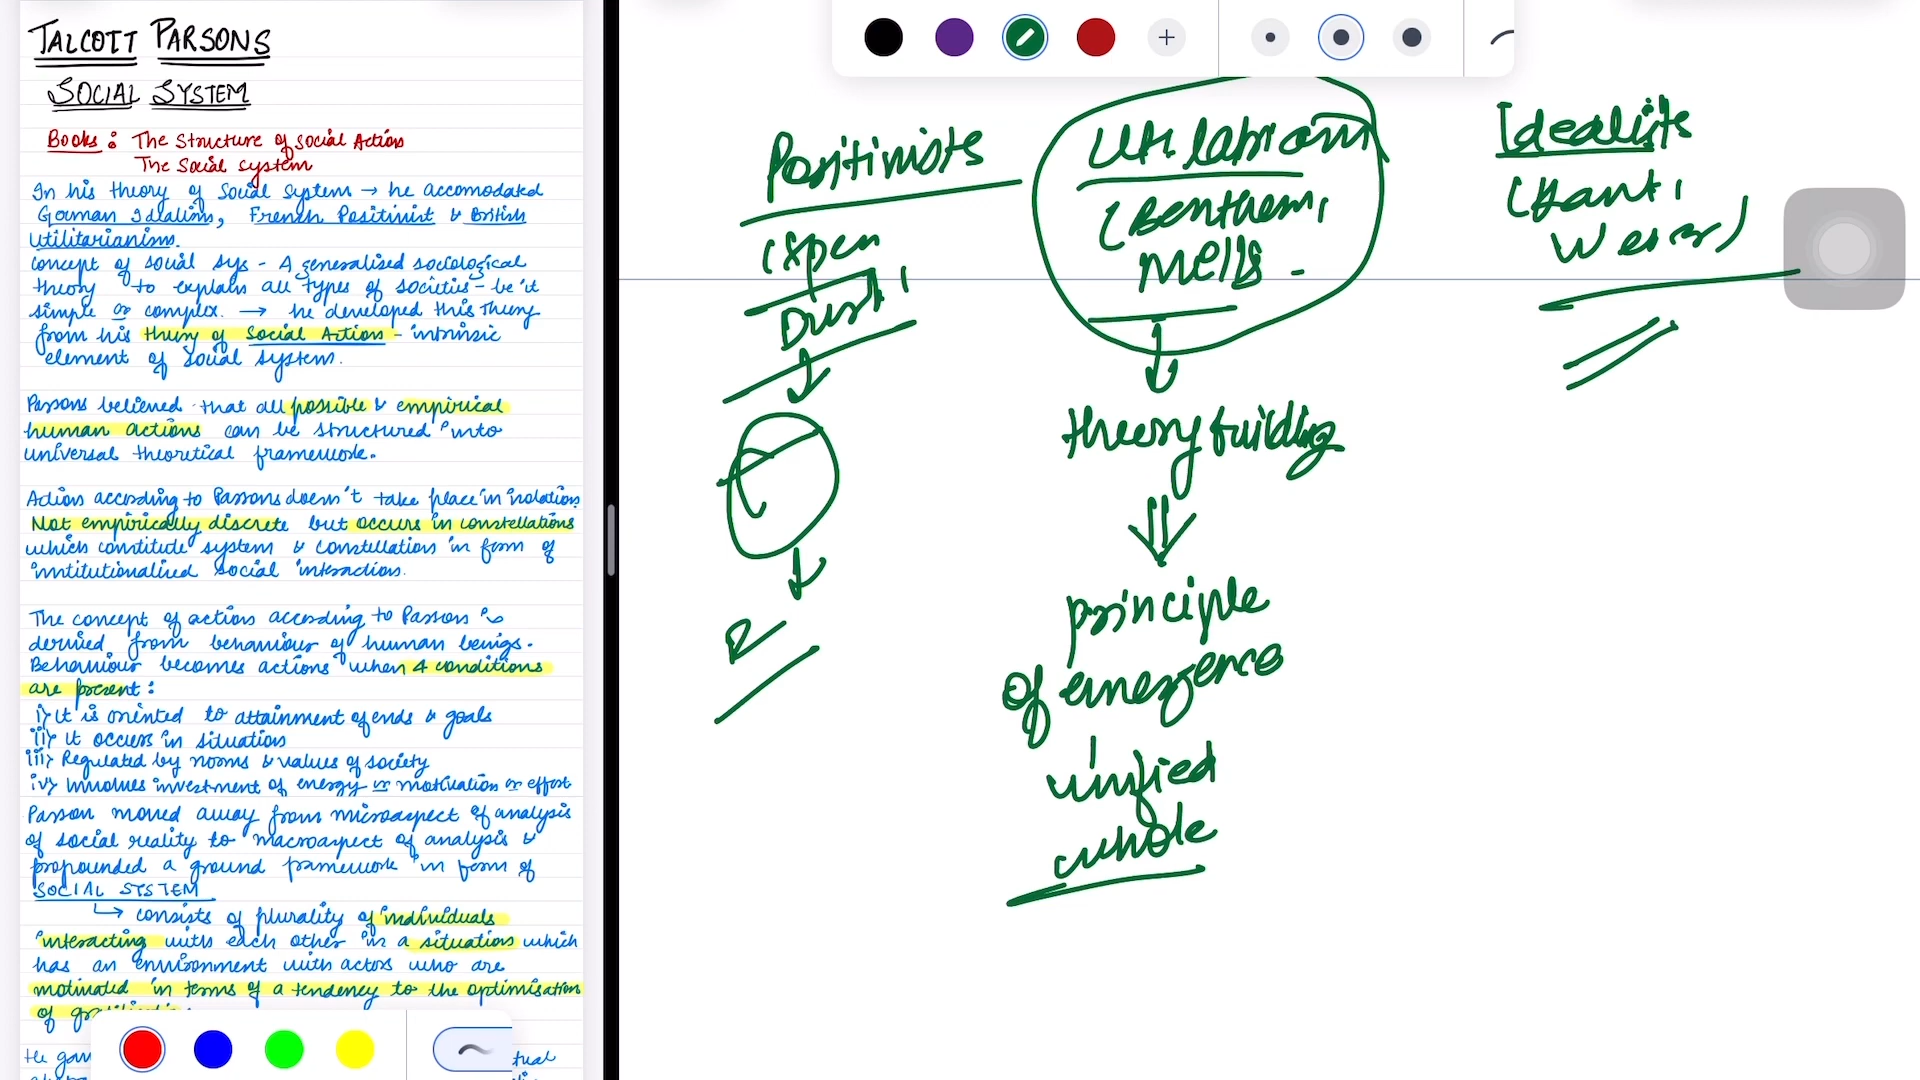 TALCOTT PARSONS
SOCIAL SYSTEM
Books : The Structure of Social Action
The Social system
In his theory of Social System → he accomodated
German Idealism, French Positivist & British
Utilitarianism.
Concept of social sys - A generalised sociological
theory to explain all types of societies - be it
simple or complex. → he developed this theory
from his theory of Social Action - intrinsic
element of social system.
Parsons believed that all possible & empirical
human actions can be structured into
universal theoretical framework.
Action according to Parsons doesn't take place in isolation
Not empirically discrete but occurs in constellations
which constitute system & constellation in form of
institutionalised social interaction.
The concept of action according to Parsons is
derived from behaviour of human beings.
Behaviour becomes actions when 4 conditions
are present :
i) It is oriented to attainment of ends & goals
ii) it occurs in situation
iii) Regulated by norms & values of society
iv) Involves investment of energy or motivation or effort
Parson moved away from microaspect of analysis
of social reality to macroaspect of analysis &
propounded a ground framework in form of
SOCIAL SYSTEM
↳ consists of plurality of individuals
interacting with each other in a situation which
has an environment with actors who are
motivated in terms of a tendency to the optimisation
of
He gav
tual
Positivists
Idealists
(Kant,
Weber)
(Bentham,
Mells -
theory building
principle
of emergence
unified
whole